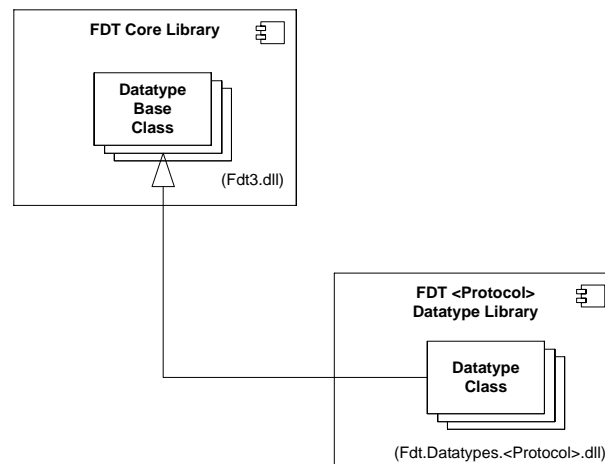 FDT Core Library
Datatype
Base
Class
(Fdt3.dll)
FDT <Protocol>
Datatype Library
Datatype
Class
(Fdt.Datatypes.<Protocol>.dll)